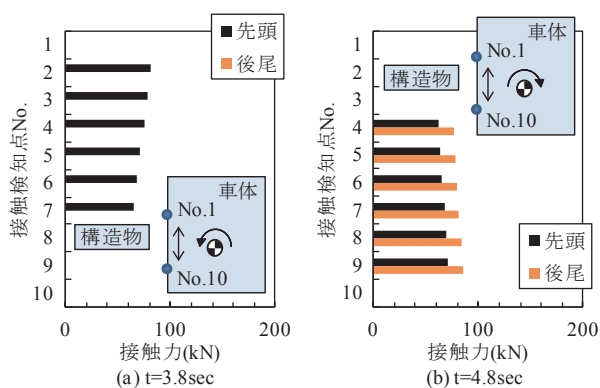 接触検知点No.
1
2
3
4
5
6
7
8
9
10
先頭
後尾
車体
No.1
構造物
No.10
0
100
200
接触力(kN)
(a) t=3.8sec
接触検知点No.
1
2
3
4
5
6
7
8
9
10
車体
No.1
構造物
No.10
先頭
後尾
0
100
200
接触力(kN)
(b) t=4.8sec